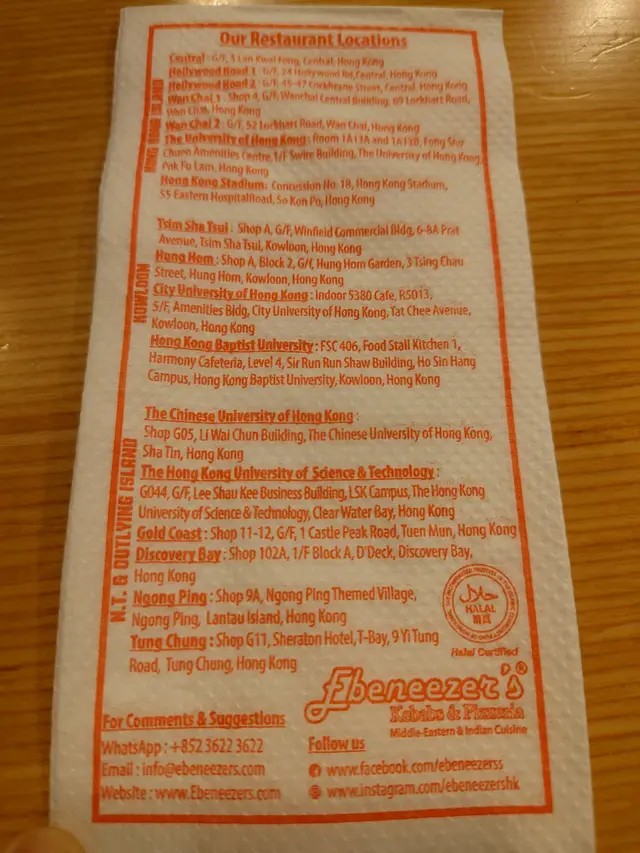 Our Restaurant Locations
HONG KONG ISLAND
Central : G/F, 5 Lan Kwai Fong, Central, Hong Kong
Hollywood Road 1 : G/F, 24 Hollywood Rd, Central, Hong Kong
Hollywood Road 2 : G/F, 45-47 Cochrane Street, Central, Hong Kong
Wan Chai 1 : Shop 4, G/F, Wanchai Central Building, 89 Lockhart Road,
Wan Chai, Hong Kong
Wan Chai 2 : G/F, 52 Lockhart Road, Wan Chai, Hong Kong
The University of Hong Kong : Room 1A13A and 1A13B, Fong Shu
Chuen Amenities Centre, 1/F Swire Building, The University of Hong Kong,
Pok Fu Lam, Hong Kong
Hong Kong Stadium: Concession No. 18, Hong Kong Stadium,
55 Eastern HospitalRoad, So Kon Po, Hong Kong
KOWLOON
Tsim Sha Tsui : Shop A, G/F, Winfield Commercial Bldg, 6-8A Prat
Avenue, Tsim Sha Tsui, Kowloon, Hong Kong
Hung Hom : Shop A, Block 2, G/f, Hung Hom Garden, 3 Tsing Chau
Street, Hung Hom, Kowloon, Hong Kong
City University of Hong Kong : Indoor 5380 Cafe, R5013,
5/F, Amenities Bldg, City University of Hong Kong, Tat Chee Avenue,
Kowloon, Hong Kong
Hong Kong Baptist University : FSC 406, Food Stall Kitchen 1,
Harmony Cafeteria, Level 4, Sir Run Run Shaw Building, Ho Sin Hang
Campus, Hong Kong Baptist University, Kowloon, Hong Kong
N.T. & OUTLYING ISLAND
The Chinese University of Hong Kong :
Shop G05, Li Wai Chun Building, The Chinese University of Hong Kong,
Sha Tin, Hong Kong
The Hong Kong University of Science & Technology :
G044, G/F, Lee Shau Kee Business Building, LSK Campus, The Hong Kong
University of Science & Technology, Clear Water Bay, Hong Kong
Gold Coast : Shop 11-12, G/F, 1 Castle Peak Road, Tuen Mun, Hong Kong
Discovery Bay : Shop 102A, 1/F Block A, D'Deck, Discovery Bay,
Hong Kong
Ngong Ping : Shop 9A, Ngong Ping Themed Village,
Ngong Ping, Lantau Island, Hong Kong
Tung Chung : Shop G11, Sheraton Hotel, T-Bay, 9 Yi Tung
Road, Tung Chung, Hong Kong
حلال
HALAL
Halal Certified
Ebeneezer's®
Kebabs & Pizzeria
Middle-Eastern & Indian Cuisine
For Comments & Suggestions
WhatsApp : +852 3622 3622
Email : info@ebeneezers.com
Website : www.Ebeneezers.com
Follow us
www.facebook.com/ebeneezerss
www.instagram.com/ebeneezershk